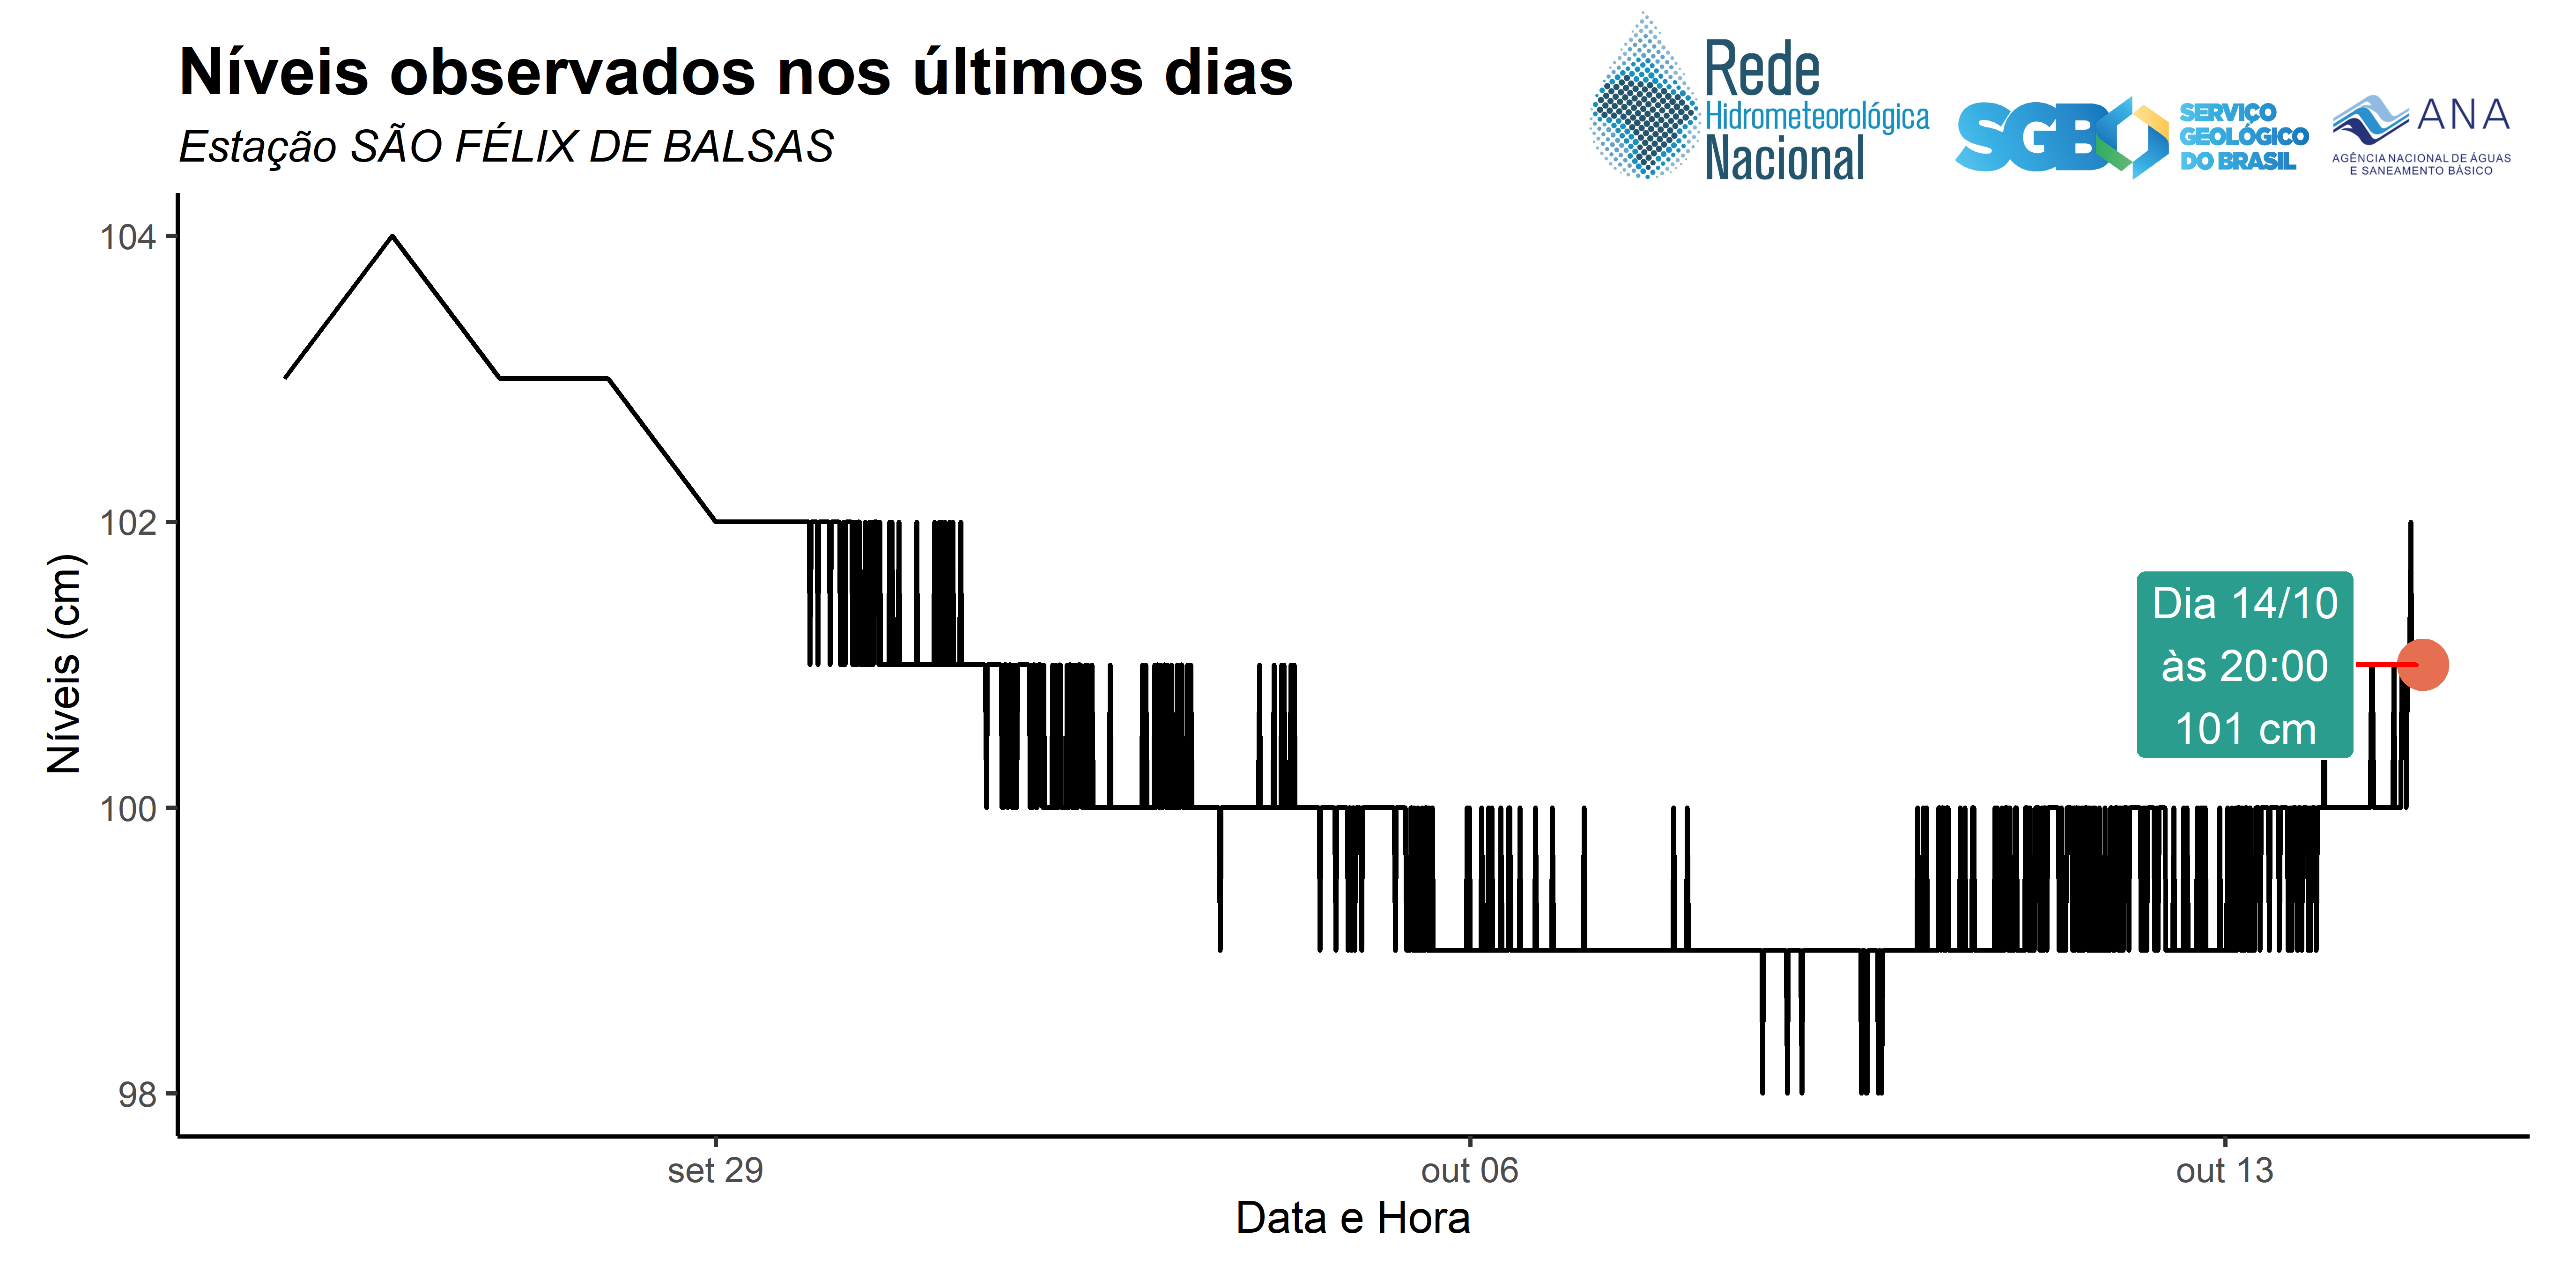 Níveis observados nos últimos dias
Estação SÃO FÉLIX DE BALSAS
Rede
Hidrometeorológica
Nacional
SGB
SERVIÇO
GEOLÓGICO
DO BRASIL
ANA
AGÊNCIA NACIONAL DE ÁGUAS
E SANEAMENTO BÁSICO
Níveis (cm)
104
102
100
98
Dia 14/10
às 20:00
101 cm
set 29
out 06
out 13
Data e Hora